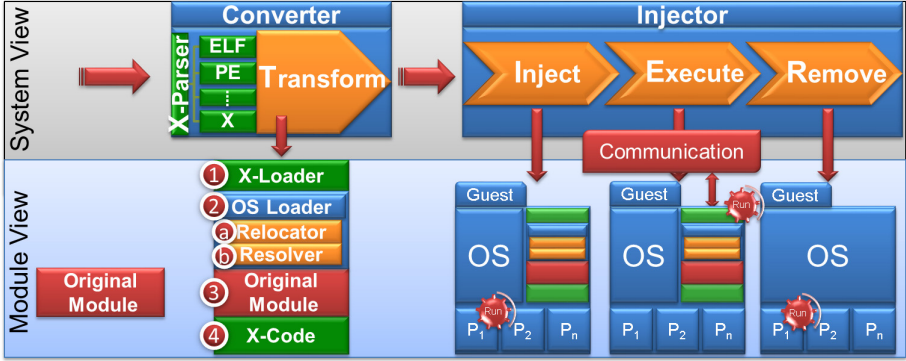 System View
Converter
X-Parser
ELF
PE
X
Transform
Injector
Inject
Execute
Remove
Communication
Module View
Original
Module
1
X-Loader
2
OS Loader
a
Relocator
b
Resolver
3
Original
Module
4
X-Code
Guest
OS
Run
P1
P2
Pn
Guest
OS
Run
P1
P2
Pn
Guest
OS
Run
P1
P2
Pn